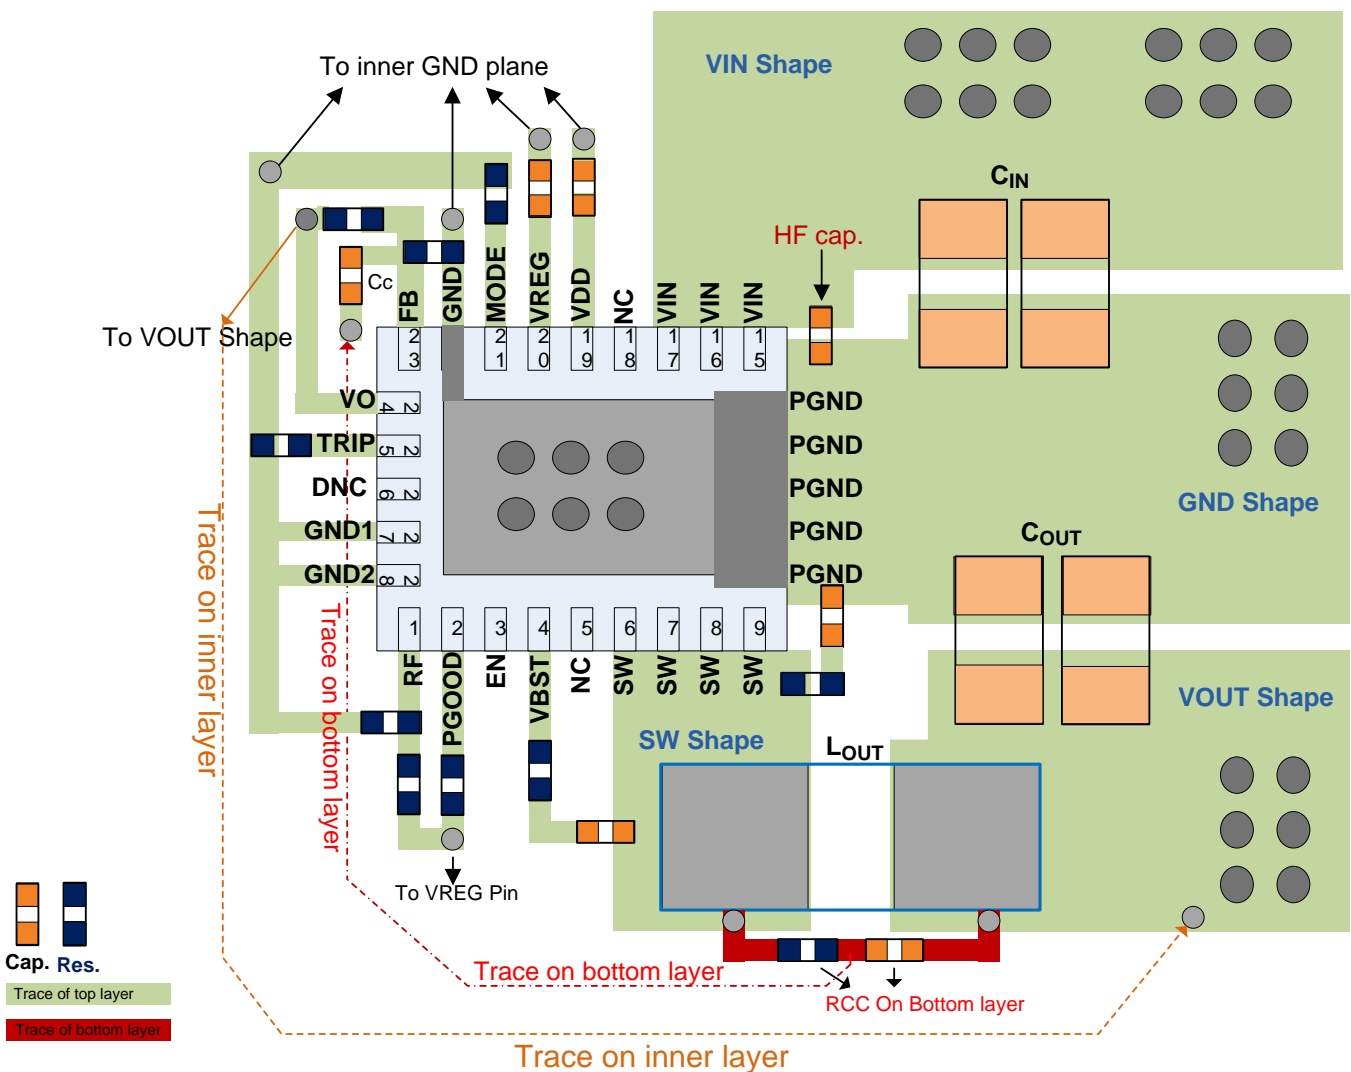 VIN Shape
To inner GND plane
CIN
HF cap.
Cc
FB
GND
MODE
VREG
VDD
NC
VIN
VIN
VIN
To VOUT Shape
23
21
20
19
18
17
16
15
VO
24
PGND
TRIP
25
PGND
DNC
26
PGND
GND Shape
GND1
27
PGND
COUT
GND2
28
PGND
1
2
3
4
5
6
7
8
9
RF
PGOOD
EN
VBST
NC
SW
SW
SW
SW
Trace on inner layer
Trace on bottom layer
VOUT Shape
SW Shape
LOUT
To VREG Pin
Cap.
Res.
Trace on bottom layer
Trace of top layer
RCC On Bottom layer
Trace of bottom layer
Trace on inner layer